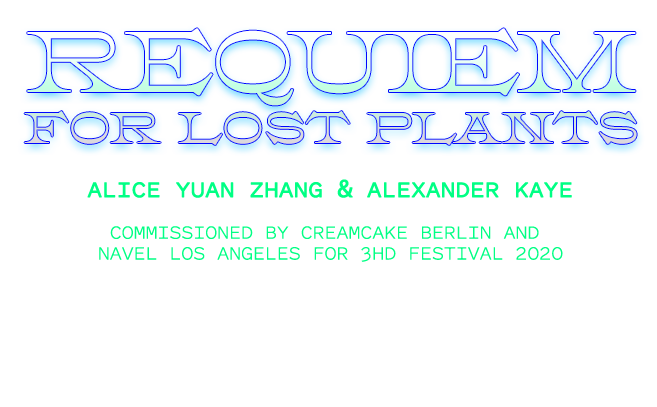 REQUIEM
FOR LOST PLANTS
ALICE YUAN ZHANG & ALEXANDER KAYE
COMMISSIONED BY CREAMCAKE BERLIN AND
NAVEL LOS ANGELES FOR 3HD FESTIVAL 2020